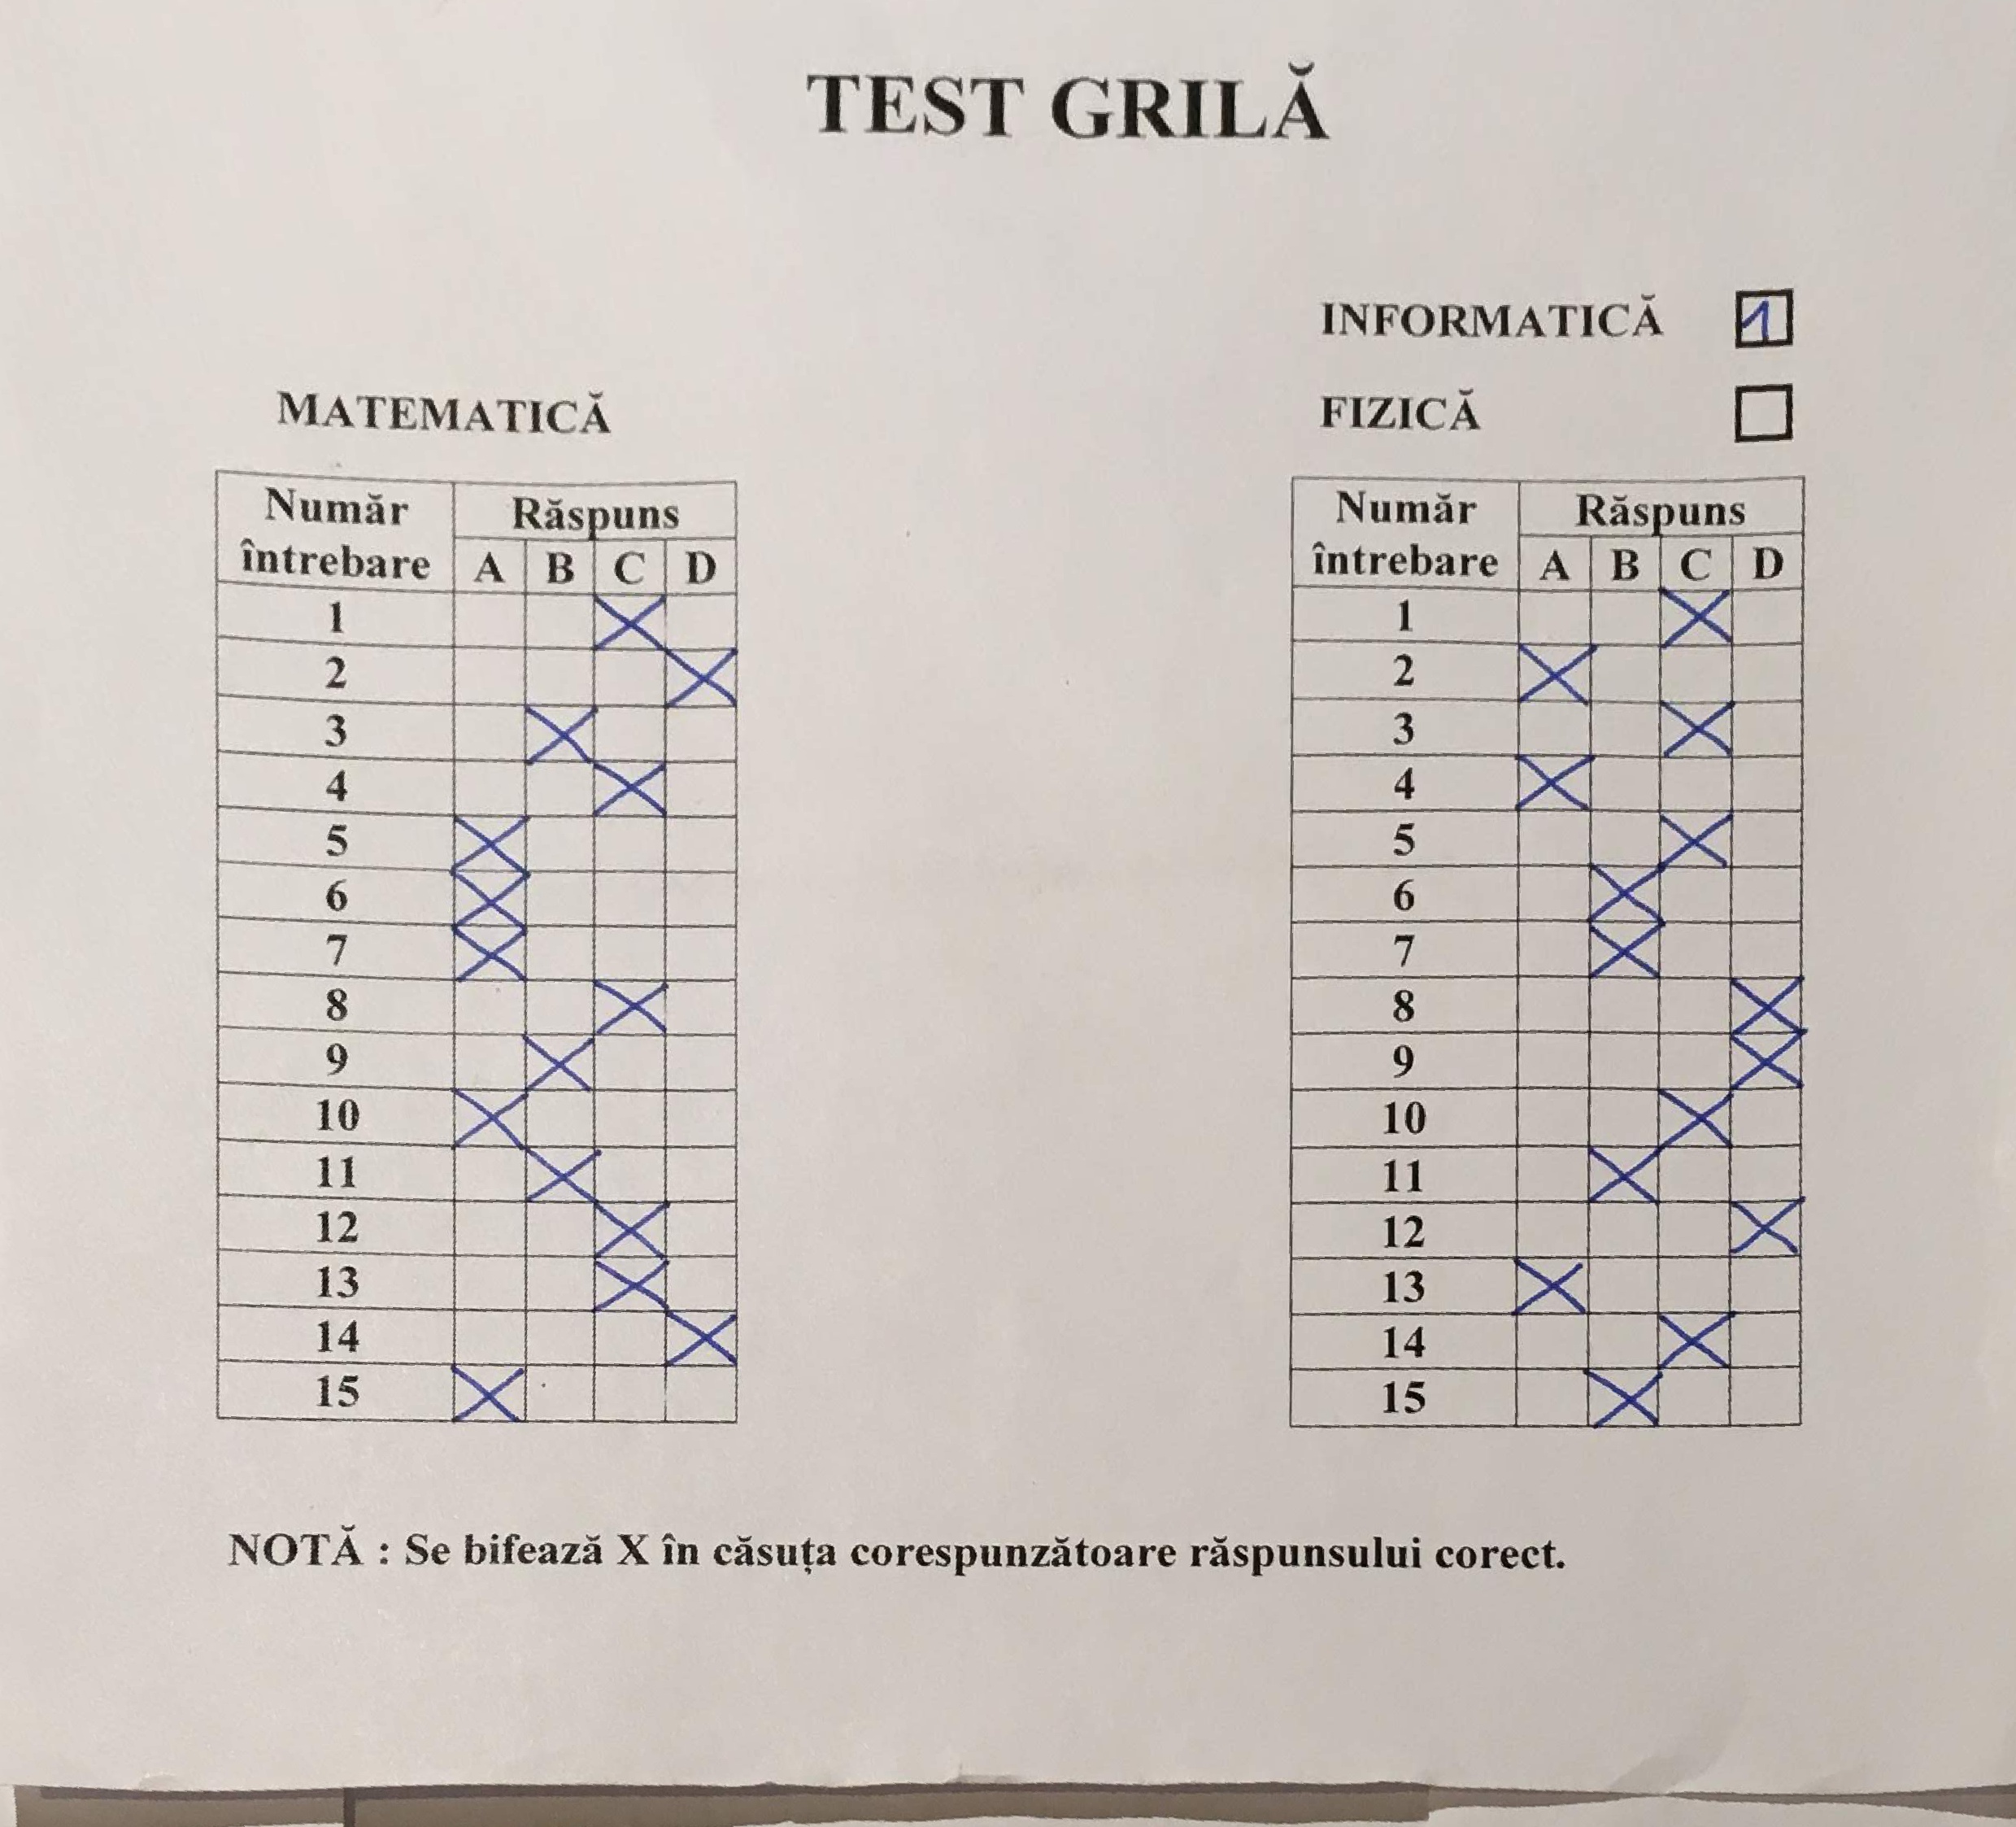 TEST GRILĂ
INFORMATICĂ 1
FIZICĂ
MATEMATICĂ
Număr întrebare Răspuns
A B C D
1 X
2 X
3 X
4 X
5 X
6 X
7 X
8 X
9 X
10 X
11 X
12 X
13 X
14 X
15 X
Număr întrebare Răspuns
A B C D
1 X
2 X
3 X
4 X
5 X
6 X
7 X
8 X
9 X
10 X
11 X
12 X
13 X
14 X
15 X
NOTĂ : Se bifează X în căsuța corespunzătoare răspunsului corect.